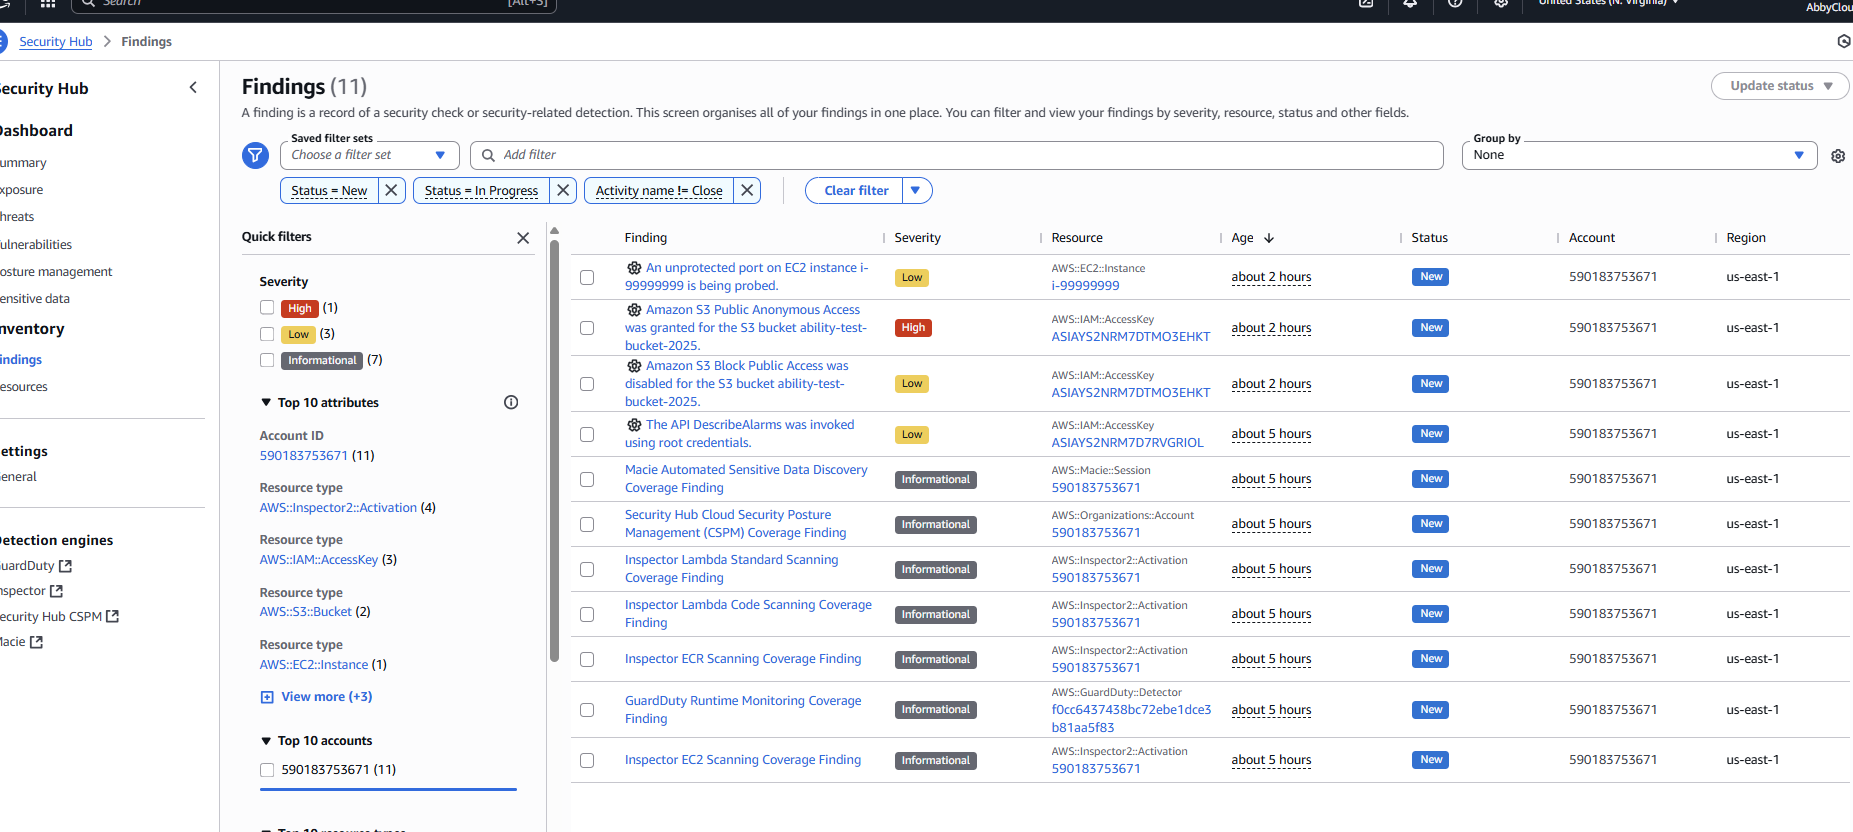 Search
[Alt+S]
United States (N. Virginia)
AbbyClou
Security Hub
Findings
ecurity Hub
Dashboard
ummary
xposure
hreats
ulnerabilities
osture management
ensitive data
nventory
indings
esources
ettings
eneral
Detection engines
GuardDuty
nspector
ecurity Hub CSPM
Macie
Findings (11)
Update status
A finding is a record of a security check or security-related detection. This screen organises all of your findings in one place. You can filter and view your findings by severity, resource, status and other fields.
Saved filter sets
Choose a filter set
Add filter
Group by
None
Status = New
Status = In Progress
Activity name != Close
Clear filter
Quick filters
Severity
High (1)
Low (3)
Informational (7)
Top 10 attributes
Account ID
590183753671 (11)
Resource type
AWS::Inspector2::Activation (4)
Resource type
AWS::IAM::AccessKey (3)
Resource type
AWS::S3::Bucket (2)
Resource type
AWS::EC2::Instance (1)
View more (+3)
Top 10 accounts
590183753671 (11)
Top 10 resource types
Finding Severity Resource Age Status Account Region
An unprotected port on EC2 instance i-
99999999 is being probed.
Low
AWS::EC2::Instance
i-99999999
about 2 hours
New
590183753671
us-east-1
Amazon S3 Public Anonymous Access
was granted for the S3 bucket ability-test-
bucket-2025.
High
AWS::IAM::AccessKey
ASIAYS2NRM7DTMO3EHKT
about 2 hours
New
590183753671
us-east-1
Amazon S3 Block Public Access was
disabled for the S3 bucket ability-test-
bucket-2025.
Low
AWS::IAM::AccessKey
ASIAYS2NRM7DTMO3EHKT
about 2 hours
New
590183753671
us-east-1
The API DescribeAlarms was invoked
using root credentials.
Low
AWS::IAM::AccessKey
ASIAYS2NRM7D7RVGRIOL
about 5 hours
New
590183753671
us-east-1
Macie Automated Sensitive Data Discovery
Coverage Finding
Informational
AWS::Macie::Session
590183753671
about 5 hours
New
590183753671
us-east-1
Security Hub Cloud Security Posture
Management (CSPM) Coverage Finding
Informational
AWS::Organizations::Account
590183753671
about 5 hours
New
590183753671
us-east-1
Inspector Lambda Standard Scanning
Coverage Finding
Informational
AWS::Inspector2::Activation
590183753671
about 5 hours
New
590183753671
us-east-1
Inspector Lambda Code Scanning Coverage
Finding
Informational
AWS::Inspector2::Activation
590183753671
about 5 hours
New
590183753671
us-east-1
Inspector ECR Scanning Coverage Finding
Informational
AWS::Inspector2::Activation
590183753671
about 5 hours
New
590183753671
us-east-1
GuardDuty Runtime Monitoring Coverage
Finding
Informational
AWS::GuardDuty::Detector
f0cc6437438bc72ebe1dce3
b81aa5f83
about 5 hours
New
590183753671
us-east-1
Inspector EC2 Scanning Coverage Finding
Informational
AWS::Inspector2::Activation
590183753671
about 5 hours
New
590183753671
us-east-1